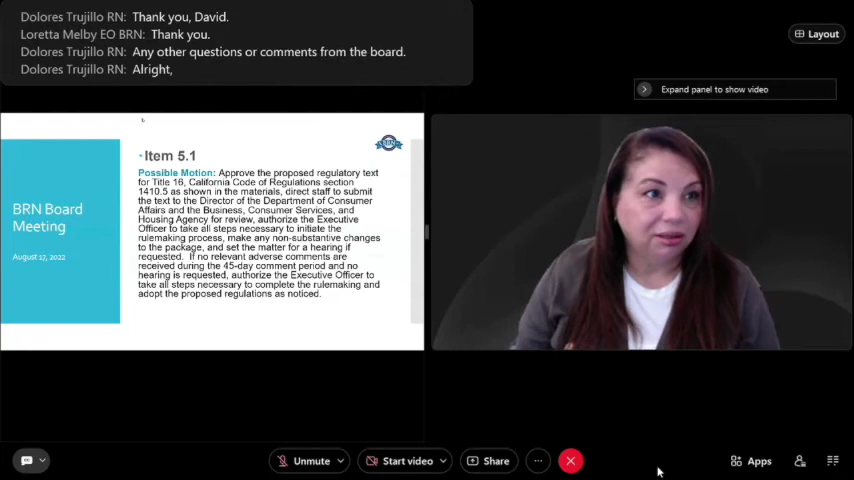 Dolores Trujillo RN: Thank you, David.
Loretta Melby EO BRN: Thank you.
Dolores Trujillo RN: Any other questions or comments from the board.
Dolores Trujillo RN: Alright,
Layout
Expand panel to show video
BRN Board
Meeting
August 17, 2022
BRN
• Item 5.1
Possible Motion: Approve the proposed regulatory text
for Title 16, California Code of Regulations section
1410.5 as shown in the materials, direct staff to submit
the text to the Director of the Department of Consumer
Affairs and the Business, Consumer Services, and
Housing Agency for review, authorize the Executive
Officer to take all steps necessary to initiate the
rulemaking process, make any non-substantive changes
to the package, and set the matter for a hearing if
requested. If no relevant adverse comments are
received during the 45-day comment period and no
hearing is requested, authorize the Executive Officer to
take all steps necessary to complete the rulemaking and
adopt the proposed regulations as noticed.
Unmute
Start video
Share
Apps